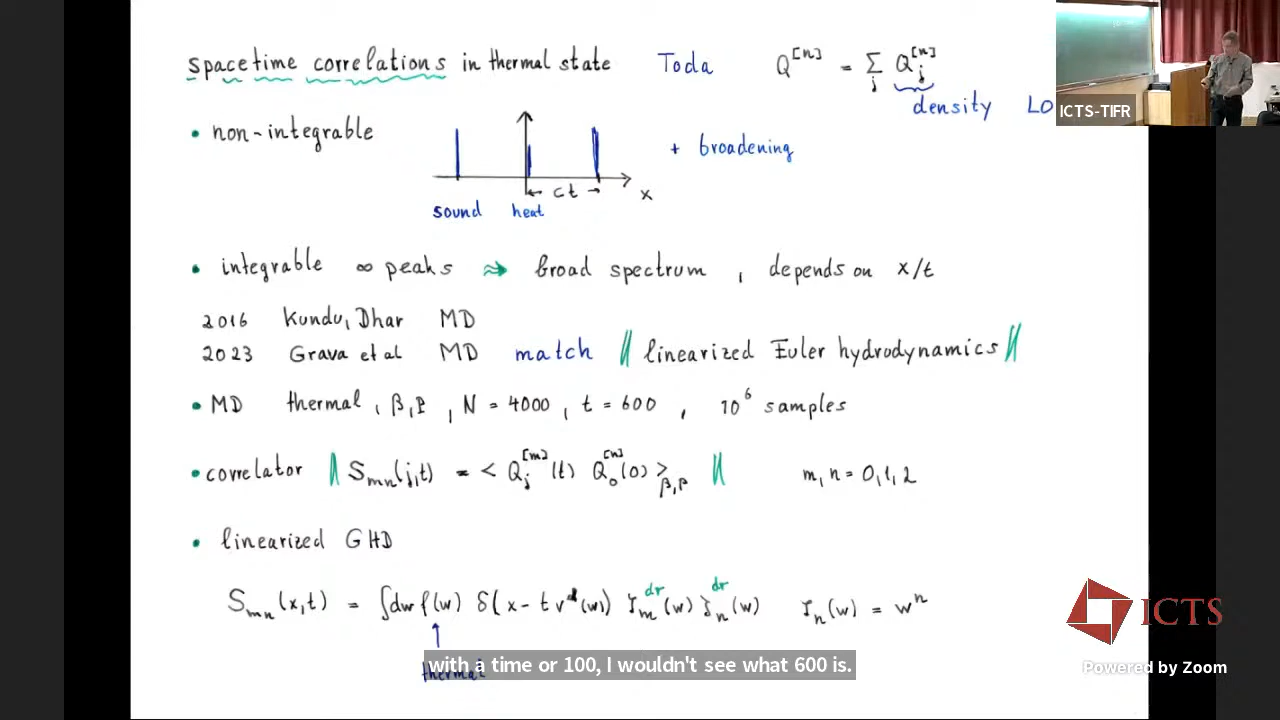 spacetime correlations in thermal state Toda Q^[n] = Σ_j Q_j^[n]
density LO
ICTS-TIFR
• non-integrable
+ broadening
← ct → x
sound heat
• integrable ∞ peaks ⇝ broad spectrum , depends on x/t
2016 Kundu, Dhar MD
2023 Grava et al MD match // linearized Euler hydrodynamics //
• MD thermal, β, P, N = 4000, t = 600, 10^6 samples
• correlator // S_mn(j,t) = < Q_j^[m](t) Q_0^[n](0) >_β,P // m, n = 0,1,2
• linearized GHD
S_mn(x,t) = ∫dw f(w) δ(x - t v (w)) ς_m^dr(w) ς_n^dr(w) ς_n(w) = w^n
↑
thermal
with a time or 100, I wouldn't see what 600 is.
ICTS
Powered by Zoom